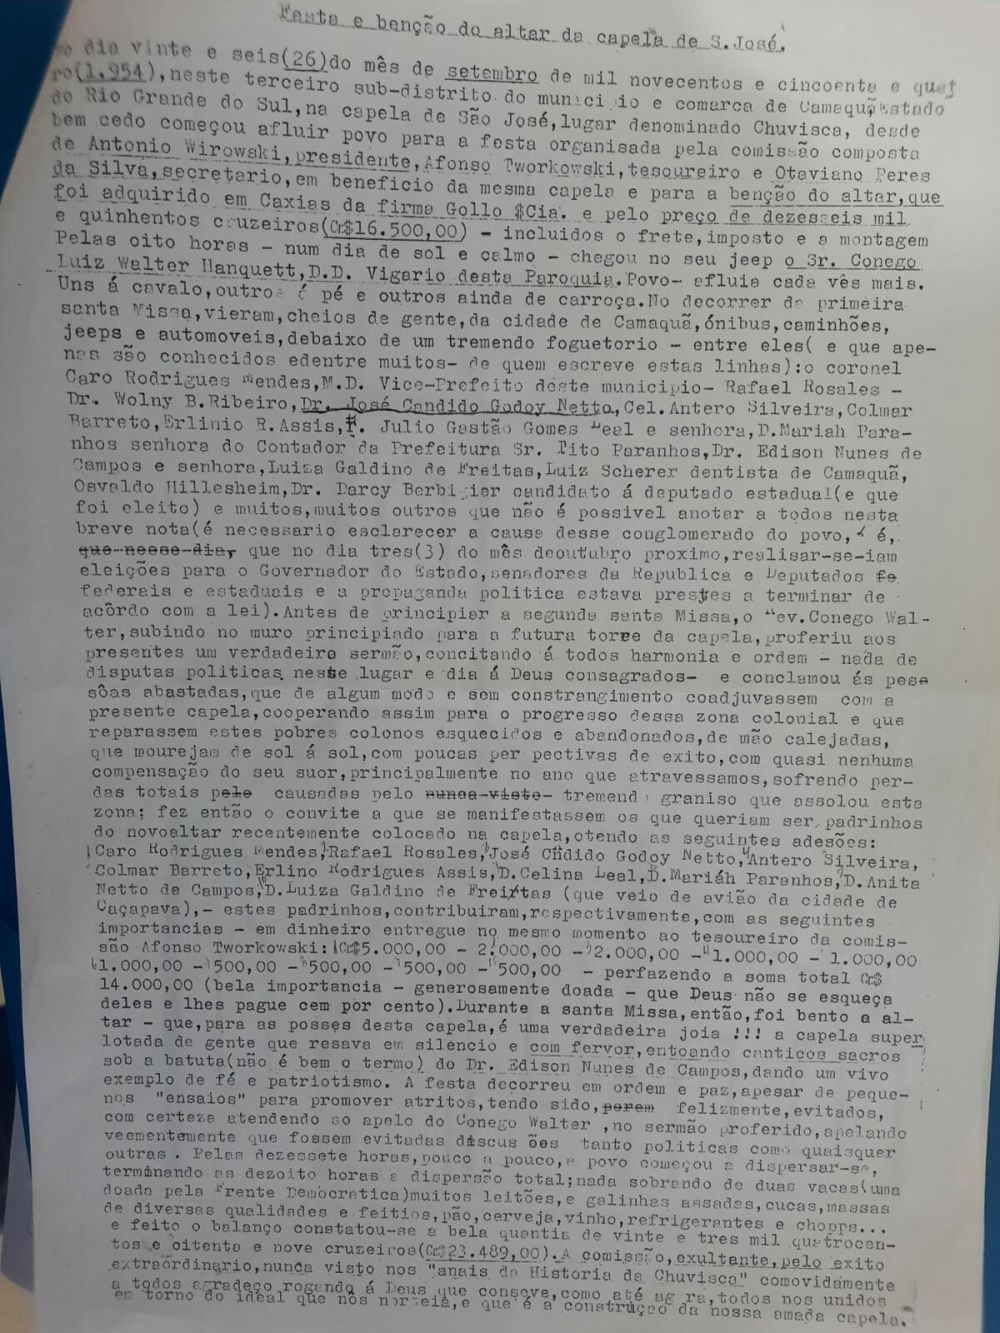 Festa e benção do altar da capela de S.José.
dia vinte e seis(26)do mês de setembro de mil novecentos e cincoenta e quat
ro(1.954),neste terceiro sub-distrito do municipio e comarca de Camaquã,estado
do Rio Grande do Sul,na capela de São José,lugar denominado Chuvisca, desde
bem cedo começou afluir povo para a festa organisada pela comissão composta
de Antonio Wirowski,presidente,Afonso Tworkowski,tesoureiro e Otaviano Peres
da Silva,secretario,em beneficio da mesma capela e para a benção do altar,que
foi adquirido em Caxias da firma Gollo $Cia. e pelo preço de dezesseis mil
e quinhentos cruzeiros(Cr$16.500,00) - incluidos o frete,imposto e a montagem
Pelas oito horas - num dia de sol e calmo - chegou no seu jeep o Sr. Conego
Luiz Walter Hanquett,D.D. Vigario desta Paroquia.Povo- afluia cada vês mais.
Uns á cavalo,outros á pé e outros ainda de carroça.No decorrer da primeira
santa Missa,vieram,cheios de gente,da cidade de Camaquã,ónibus,caminhões,
jeeps e automoveis,debaixo de um tremendo foguetorio - entre eles( e que ape-
nas são conhecidos edentre muitos- de quem escreve estas linhas):o coronel
Caro Rodrigues Mendes,M.D. Vice-Prefeito deste municipio- Rafael Rosales -
Dr. Wolny B.Ribeiro,Dr. José Candido Godoy Netto,Cel.Antero Silveira,Colmar
Barreto,Erlinio R.Assis, Julio Gastão Gomes Leal e senhora,D.Mariah Para-
nhos senhora do Contador da Prefeitura Sr. Tito Paranhos,Dr. Edison Nunes de
Campos e senhora,Luiza Galdino de Freitas,Luiz Scherer dentista de Camaquã,
Osvaldo Hillesheim,Dr. Darcy Berbigier candidato á deputado estadual(e que
foi eleito) e muitos,muitos outros que não é possivel anotar a todos nesta
breve nota(é necessario esclarecer a causa desse conglomerado do povo, é,
que nesse dia, que no dia tres(3) do mês deoutubro proximo,realisar-se-iam
eleições para o Governador do Estado,senadores da Republica e Deputados fe
federais e estaduais e a propaganda politica estava prestes a terminar de
acôrdo com a lei).Antes de principiar a segunda santa Missa,o Rev.Conego Wal-
ter,subindo no muro principiado para a futura torre da capela,proferiu aos
presentes um verdadeiro sermão,concitando á todos harmonia e ordem - nada de
disputas politicas neste lugar e dia á Deus consagrados- e conclamou ás pess
sôas abastadas,que de algum modo e sem constrangimento coadjuvassem com a
presente capela,cooperando assim para o progresso dessa zona colonial e que
reparassem estes pobres colonos esquecidos e abandonados,de mão calejadas,
que mourejam de sol á sol,com poucas per pectivas de exito,com quasi nenhuma
compensação do seu suor,principalmente no ano que atravessamos,sofrendo per-
das totais pele causadas pelo nunca visto- tremendo graniso que assolou esta
zona; fez então o convite a que se manifestassem os que queriam ser padrinhos
do novoaltar recentemente colocado na capela,otendo as seguintes adesões:
Caro Rodrigues Mendes,Rafael Rosales,José Cñdido Godoy Netto,Antero Silveira,
Colmar Barreto,Erlino Rodrigues Assis,D.Celina Leal,D.Mariáh Paranhos,D.Anita
Netto de Campos,D.Luiza Galdino de Freitas (que veio de avião da cidade de
Caçapava),- estes padrinhos,contribuiram,respectivamente,com as seguintes
importancias - em dinheiro entregue no mesmo momento ao tesoureiro da comis-
são Afonso Tworkowski:Cr$5.000,00 - 2.000,00 - 2.000,00 - 1.000,00 - 1.000,00
1.000,00 - 500,00 - 500,00 - 500,00 - 500,00 - perfazendo a soma total Cr$
14.000,00 (bela importancia - generosamente doada - que Deus não se esqueça
deles e lhes pague cem por cento).Durante a santa Missa,então,foi bento a al-
tar - que,para as posses desta capela,é uma verdadeira joia !!! a capela super
lotada de gente que resava em silencio e com fervor,entoando canticos sacros
sob a batuta(não é bem o termo) do Dr. Edison Nunes de Campos,dando um vivo
exemplo de fé e patriotismo. A festa decorreu em ordem e paz,apesar de peque-
nos "ensaios" para promover atritos,tendo sido,porem felizmente,evitados,
com certeza atendendo so apelo do Conego Walter ,no sermão proferido,apelando
veementemente que fossem evitadas discus ões tanto politicas como quaisquer
outras . Pelas dezessete horas,pouco a pouco,o povo começou a dispersar-se,
terminando as dezoito horas a dispersão total;nada sobrando de duas vacas(uma
doada pela Frente Democratica)muitos leitões,e galinhas assadas,cucas,massas
de diversas qualidades e feitios,pão,cerveja,vinho,refrigerantes e chopps...
e feito o balanço constatou-se a bela quantia de vinte e tres mil quatrocen-
tos e oitenta e nove cruzeiros(Cr$23.489,00).A comissão,exultante,pelo exito
extraordinario,nunca visto nos "anais da História da Chuvisca" comovidamente
a todos agradeço rogando á Deus que conserve,como até ag ra,todos nos unidos
em torno do ideal que nos norteia,e que é a construçço da nossa amada capela.